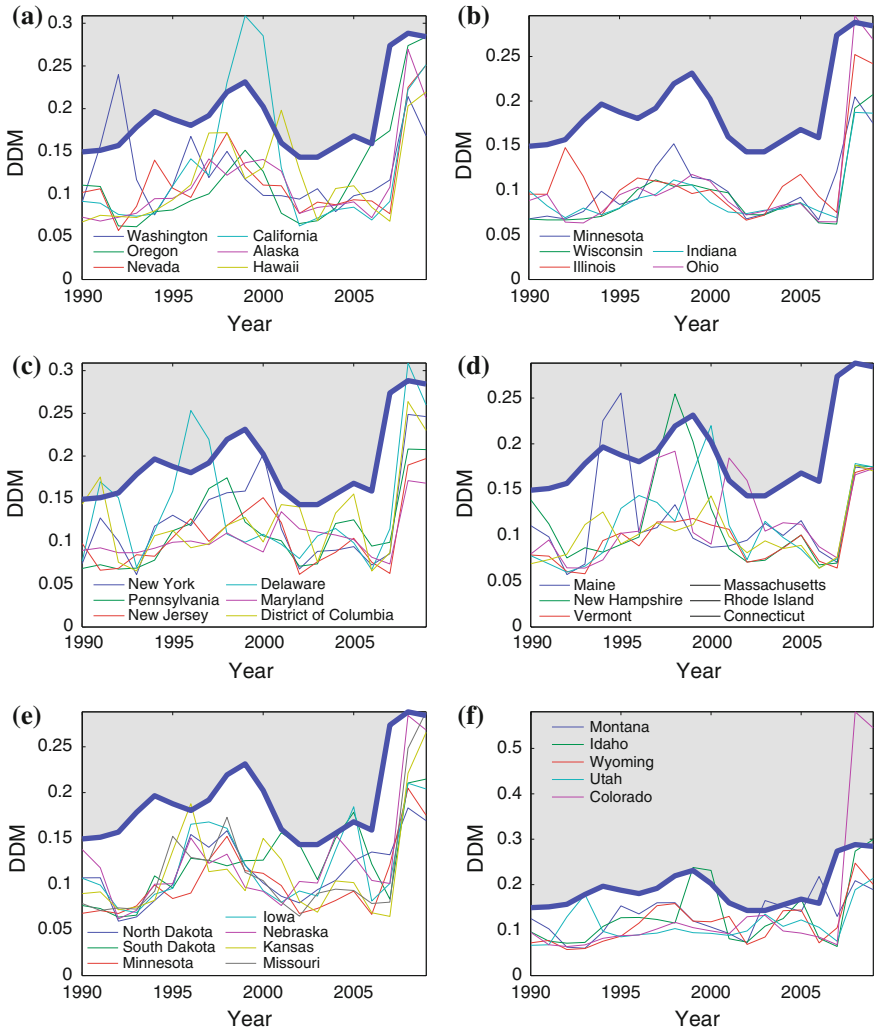 (a)
0.3
0.25
0.2
0.15
0.1
0.05
0
DDM
Washington
Oregon
Nevada
California
Alaska
Hawaii
1990 1995 2000 2005
Year
(b)
0.25
0.2
0.15
0.1
0.05
0
DDM
Minnesota
Wisconsin
Illinois
Indiana
Ohio
1990 1995 2000 2005
Year
(c)
0.3
0.25
0.2
0.15
0.1
0.05
0
DDM
New York
Pennsylvania
New Jersey
Delaware
Maryland
District of Columbia
1990 1995 2000 2005
Year
(d)
0.25
0.2
0.15
0.1
0.05
0
DDM
Maine
New Hampshire
Vermont
Massachusetts
Rhode Island
Connecticut
1990 1995 2000 2005
Year
(e)
0.25
0.2
0.15
0.1
0.05
0
DDM
North Dakota
South Dakota
Minnesota
Iowa
Nebraska
Kansas
Missouri
1990 1995 2000 2005
Year
(f)
0.5
0.4
0.3
0.2
0.1
0
DDM
Montana
Idaho
Wyoming
Utah
Colorado
1990 1995 2000 2005
Year